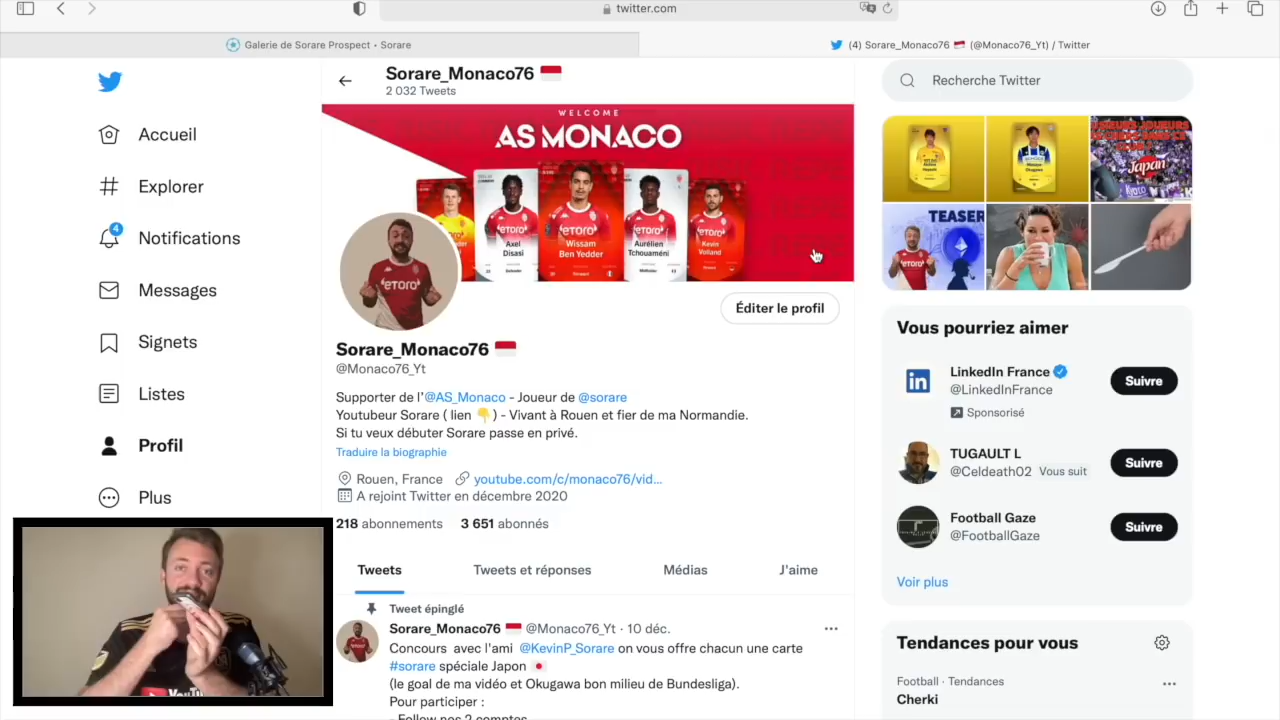 twitter.com
Galerie de Sorare Prospect • Sorare
(4) Sorare_Monaco76 🇲🇨 (@Monaco76_Yt) / Twitter
Accueil
Explorer
4
Notifications
Messages
Signets
Listes
Profil
Plus
Sorare_Monaco76 🇲🇨
2 032 Tweets
WELCOME
AS MONACO
Axel
Disasi
Wissam
Ben Yedder
Aurélien
Tchouaméni
Kevin
Volland
eToro
Éditer le profil
Sorare_Monaco76 🇲🇨
@Monaco76_Yt
Supporter de l'@AS_Monaco - Joueur de @sorare
Youtubeur Sorare ( lien 👇) - Vivant à Rouen et fier de ma Normandie.
Si tu veux débuter Sorare passe en privé.
Traduire la biographie
Rouen, France youtube.com/c/monaco76/vid...
A rejoint Twitter en décembre 2020
218 abonnements 3 651 abonnés
Tweets Tweets et réponses Médias J'aime
Tweet épinglé
Sorare_Monaco76 🇲🇨 @Monaco76_Yt · 10 déc.
Concours avec l'ami @KevinP_Sorare on vous offre chacun une carte
#sorare spéciale Japon 🇯🇵
(le goal de ma vidéo et Okugawa bon milieu de Bundesliga).
Pour participer :
- Follow nos 2 comptes
Recherche Twitter
Japan
TEASER
Vous pourriez aimer
LinkedIn France
@LinkedInFrance
Sponsorisé
Suivre
TUGAULT L
@Celdeath02 Vous suit
Suivre
Football Gaze
@FootballGaze
Suivre
Voir plus
Tendances pour vous
Football · Tendances
Cherki